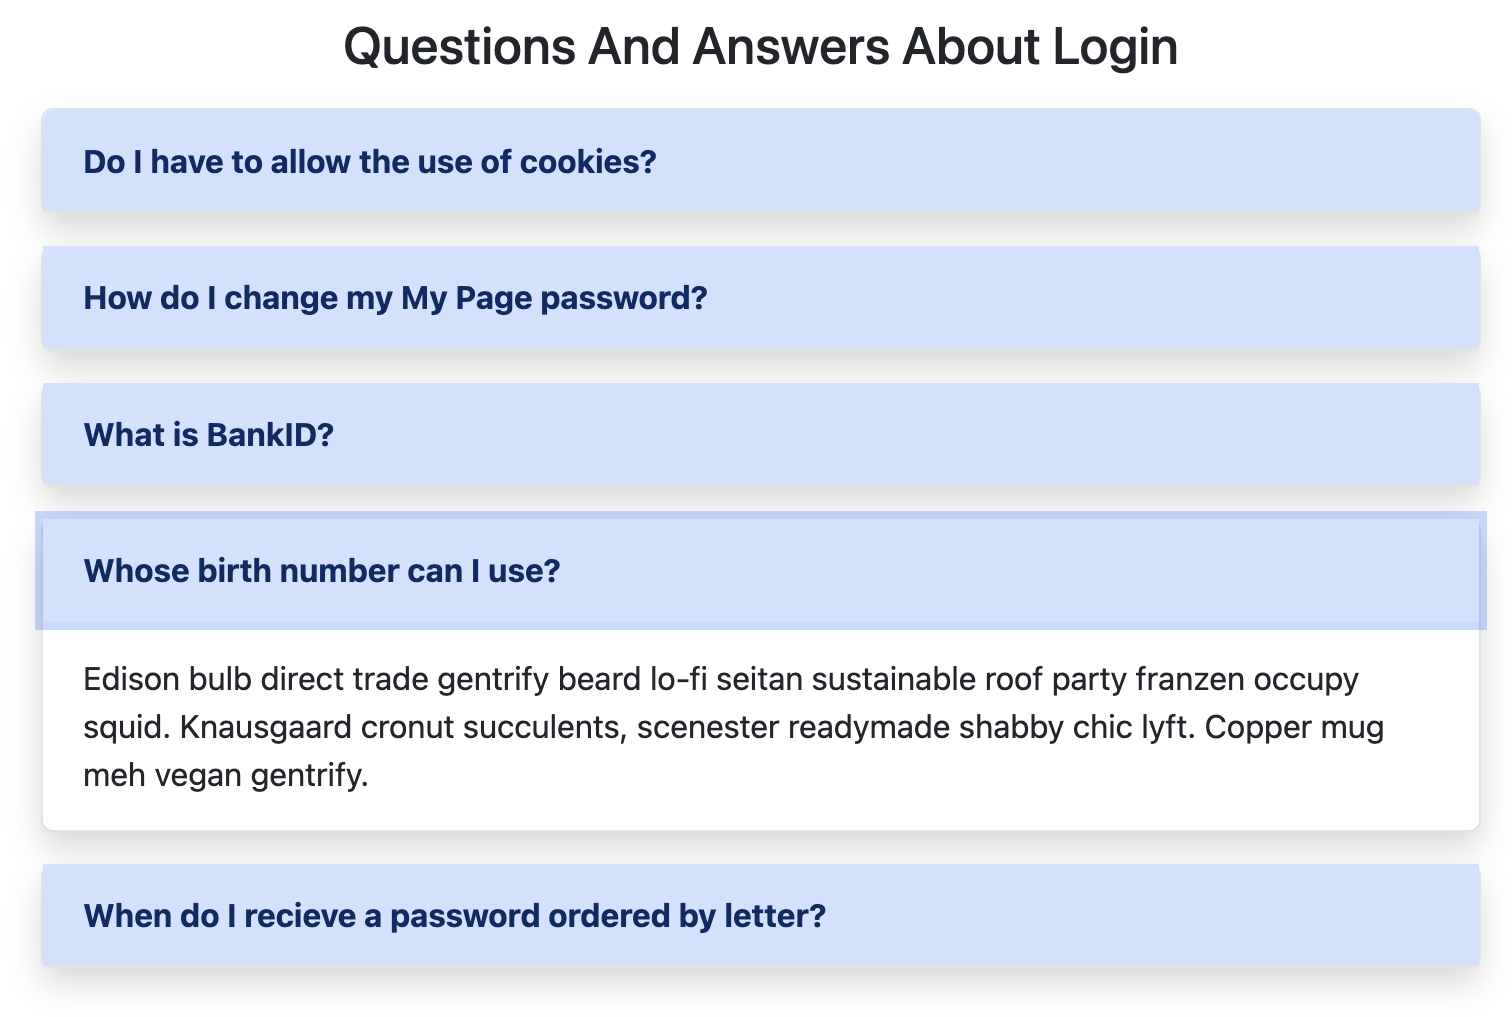 Questions And Answers About Login
Do I have to allow the use of cookies?
How do I change my My Page password?
What is BankID?
Whose birth number can I use?
Edison bulb direct trade gentrify beard lo-fi seitan sustainable roof party franzen occupy
squid. Knausgaard cronut succulents, scenester readymade shabby chic lyft. Copper mug
meh vegan gentrify.
When do I recieve a password ordered by letter?